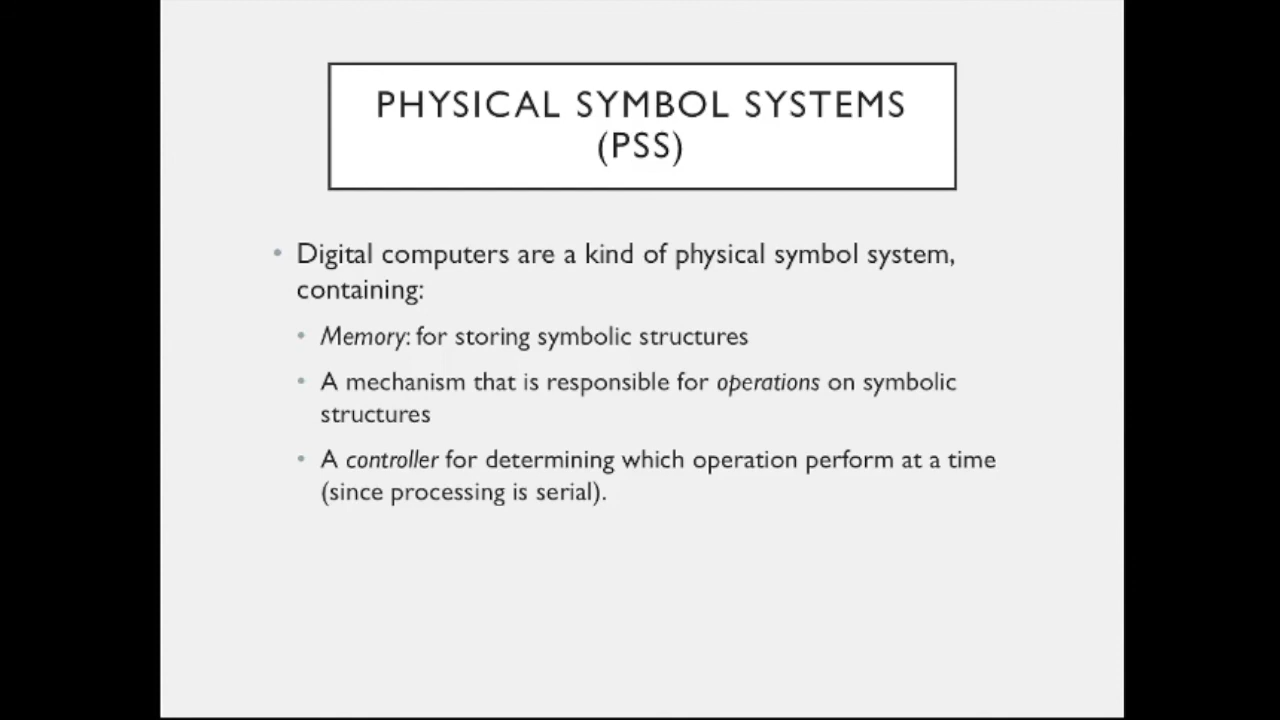 PHYSICAL SYMBOL SYSTEMS
(PSS)
• Digital computers are a kind of physical symbol system,
containing:
• Memory: for storing symbolic structures
• A mechanism that is responsible for operations on symbolic
structures
• A controller for determining which operation perform at a time
(since processing is serial).